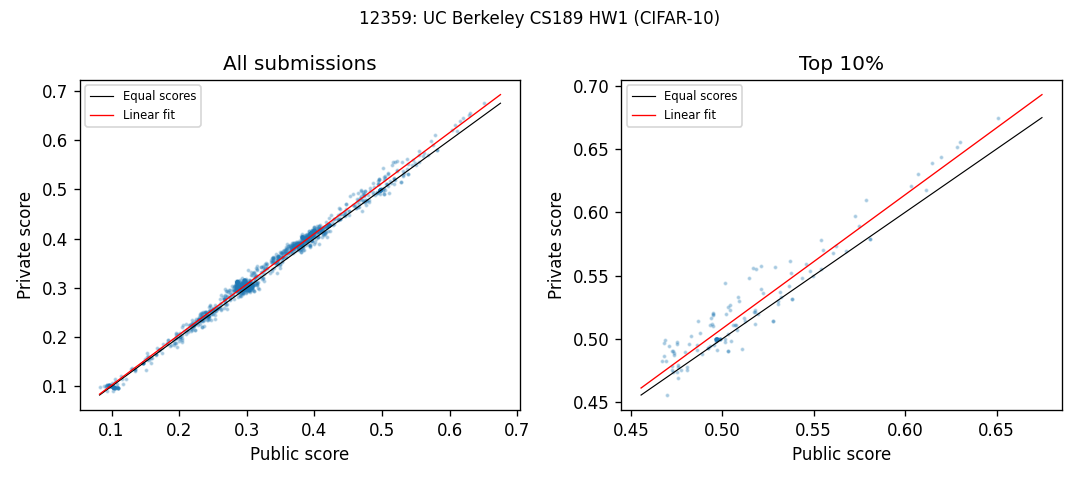 12359: UC Berkeley CS189 HW1 (CIFAR-10)
All submissions
Equal scores
Linear fit
Private score
0.7
0.6
0.5
0.4
0.3
0.2
0.1
0.1 0.2 0.3 0.4 0.5 0.6 0.7
Public score
Top 10%
Equal scores
Linear fit
Private score
0.70
0.65
0.60
0.55
0.50
0.45
0.45 0.50 0.55 0.60 0.65
Public score